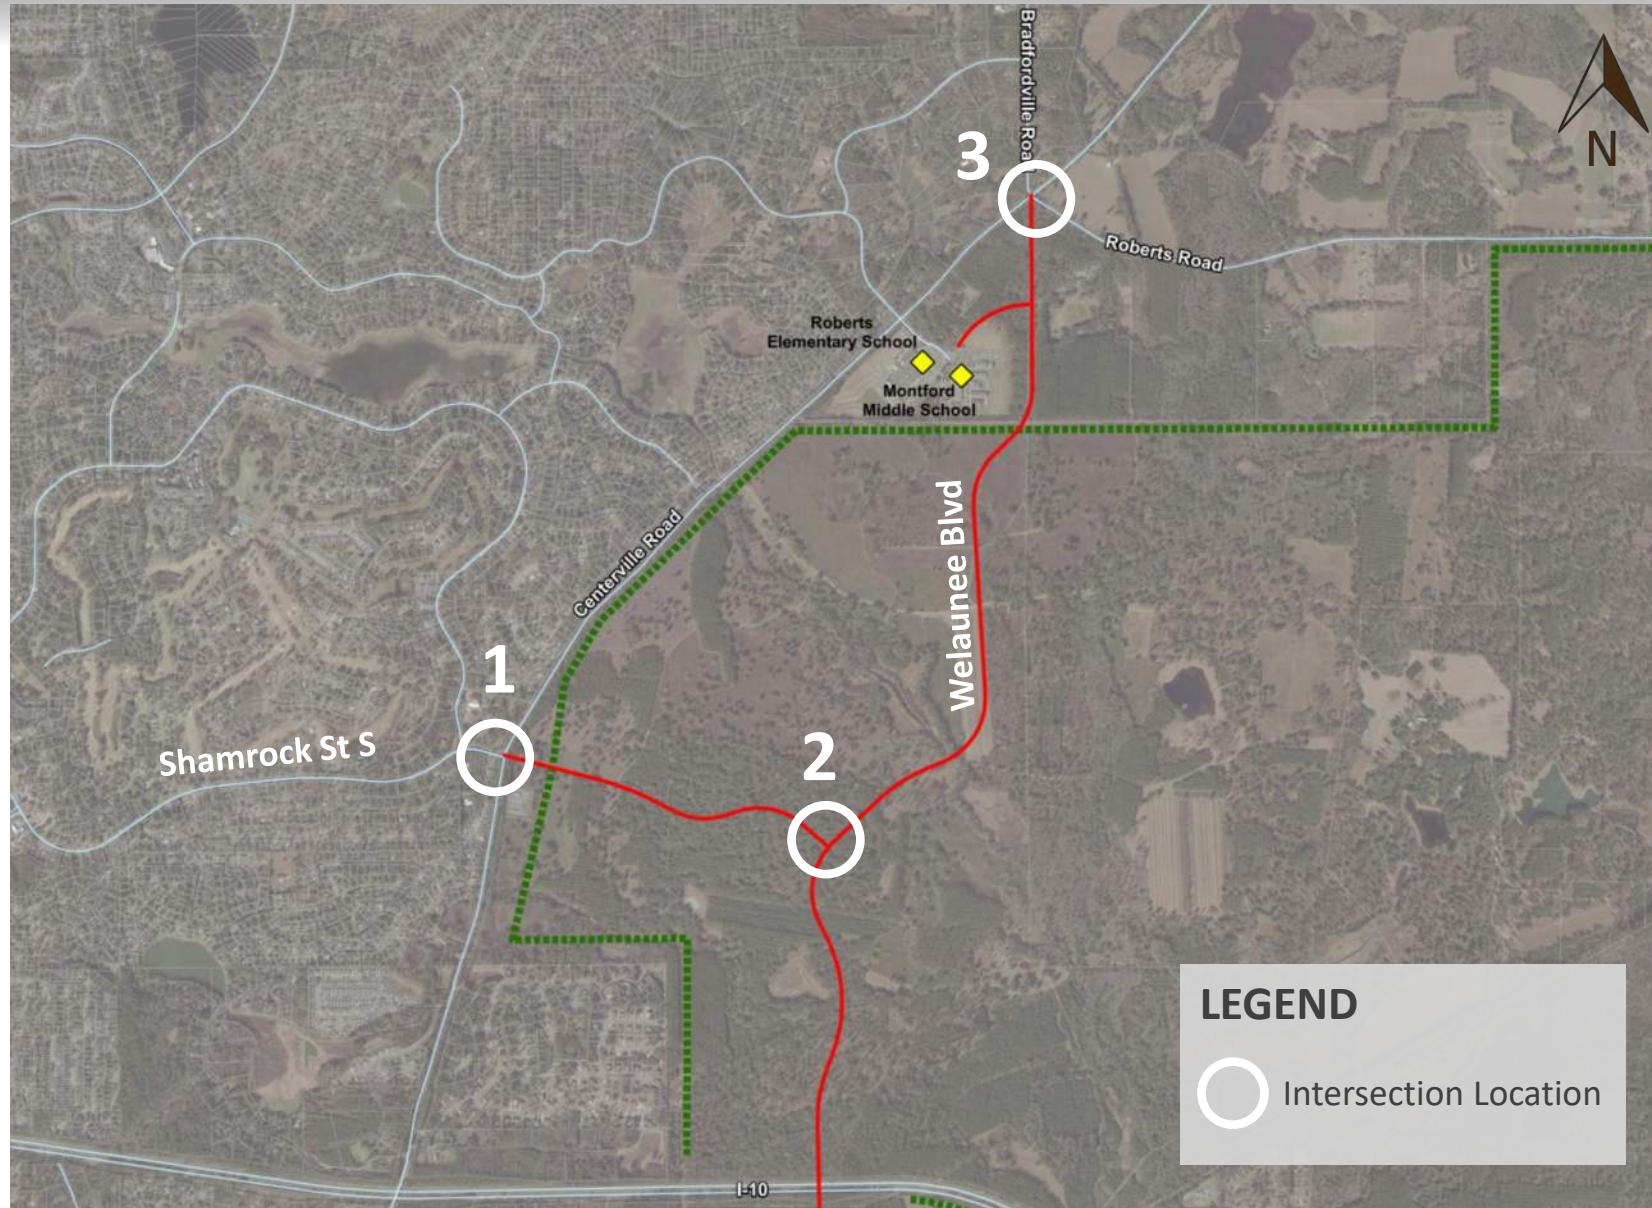 Bradfordville Road
N
3
Roberts Road
Roberts
Elementary School
Montford
Middle School
Welaunee Blvd
Centerville Road
1
Shamrock St S
2
LEGEND
Intersection Location
I-10